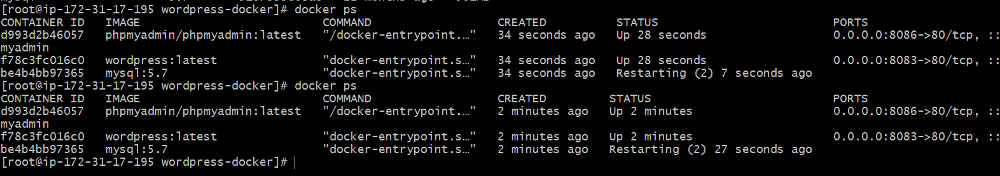 [root@ip-172-31-17-195 wordpress-docker]# docker ps
CONTAINER ID   IMAGE                          COMMAND                  CREATED          STATUS                         PORTS
d993d2b46057   phpmyadmin/phpmyadmin:latest   "/docker-entrypoint.…"   34 seconds ago   Up 28 seconds                  0.0.0.0:8086->80/tcp, ::
myadmin
f78c3fc016c0   wordpress:latest               "docker-entrypoint.s…"   34 seconds ago   Up 28 seconds                  0.0.0.0:8083->80/tcp, ::
be4b4bb97365   mysql:5.7                      "docker-entrypoint.s…"   34 seconds ago   Restarting (2) 7 seconds ago
[root@ip-172-31-17-195 wordpress-docker]# docker ps
CONTAINER ID   IMAGE                          COMMAND                  CREATED         STATUS                          PORTS
d993d2b46057   phpmyadmin/phpmyadmin:latest   "/docker-entrypoint.…"   2 minutes ago   Up 2 minutes                    0.0.0.0:8086->80/tcp, ::
myadmin
f78c3fc016c0   wordpress:latest               "docker-entrypoint.s…"   2 minutes ago   Up 2 minutes                    0.0.0.0:8083->80/tcp, ::
be4b4bb97365   mysql:5.7                      "docker-entrypoint.s…"   2 minutes ago   Restarting (2) 27 seconds ago
[root@ip-172-31-17-195 wordpress-docker]#